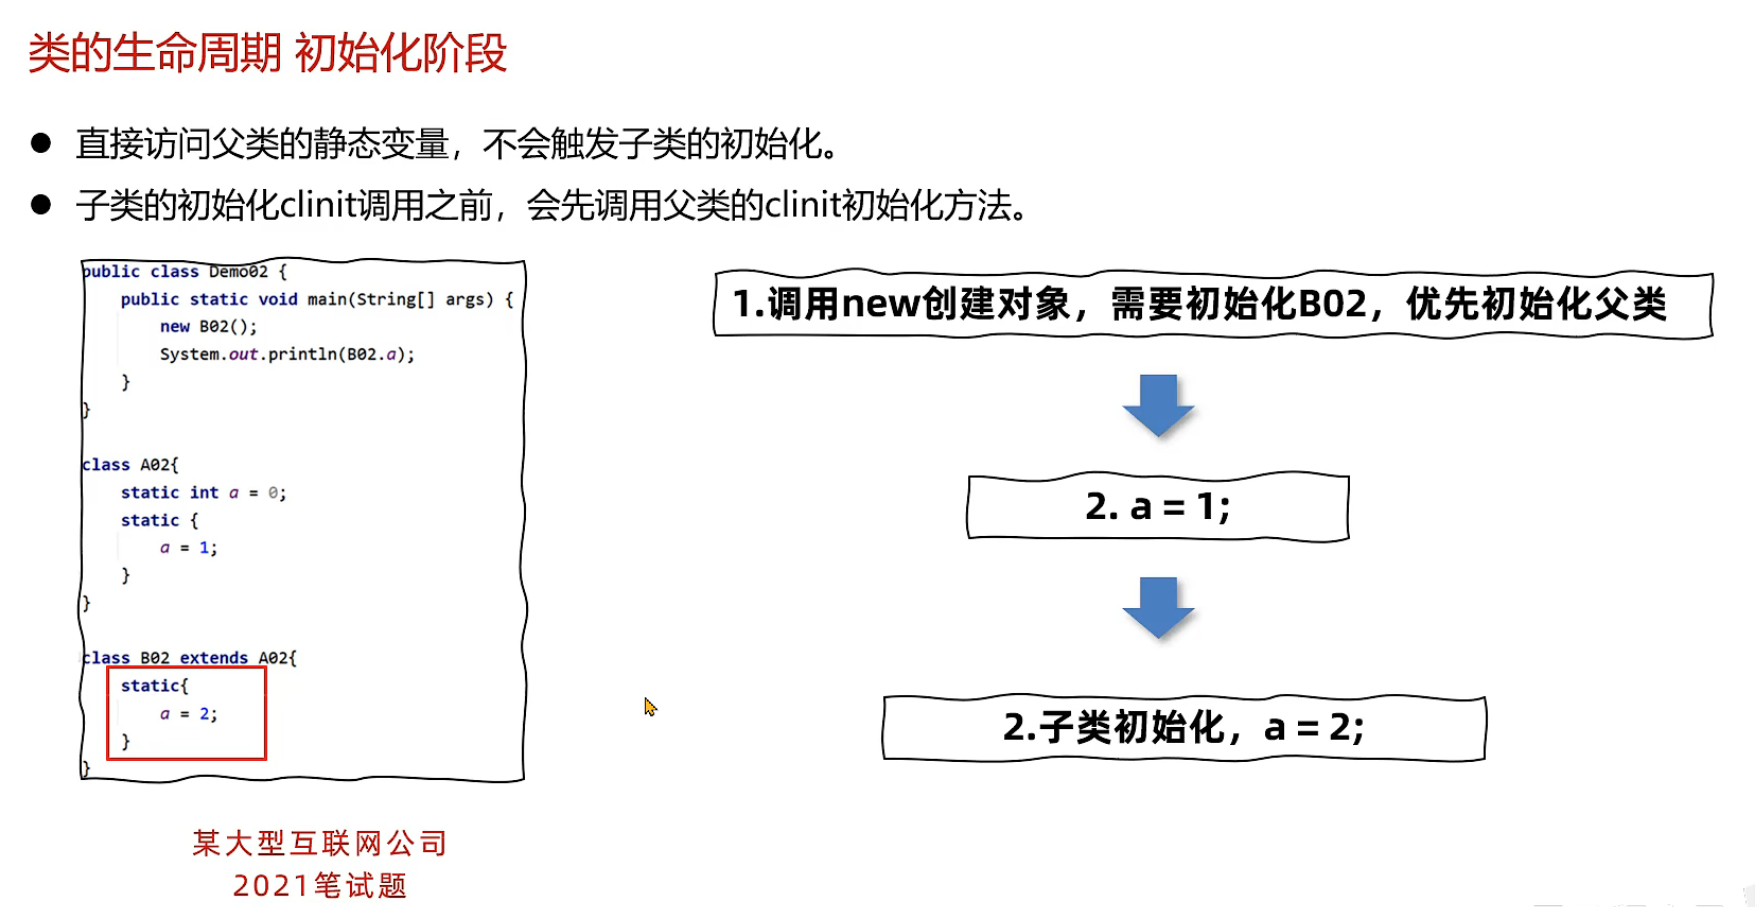 类的生命周期 初始化阶段
● 直接访问父类的静态变量，不会触发子类的初始化。
● 子类的初始化clinit调用之前，会先调用父类的clinit初始化方法。
public class Demo02 {
public static void main(String[] args) {
new B02();
System.out.println(B02.a);
}
}
class A02{
static int a = 0;
static {
a = 1;
}
}
class B02 extends A02{
static{
a = 2;
}
}
某大型互联网公司
2021笔试题
1.调用new创建对象，需要初始化B02，优先初始化父类
2. a = 1;
2.子类初始化，a = 2;